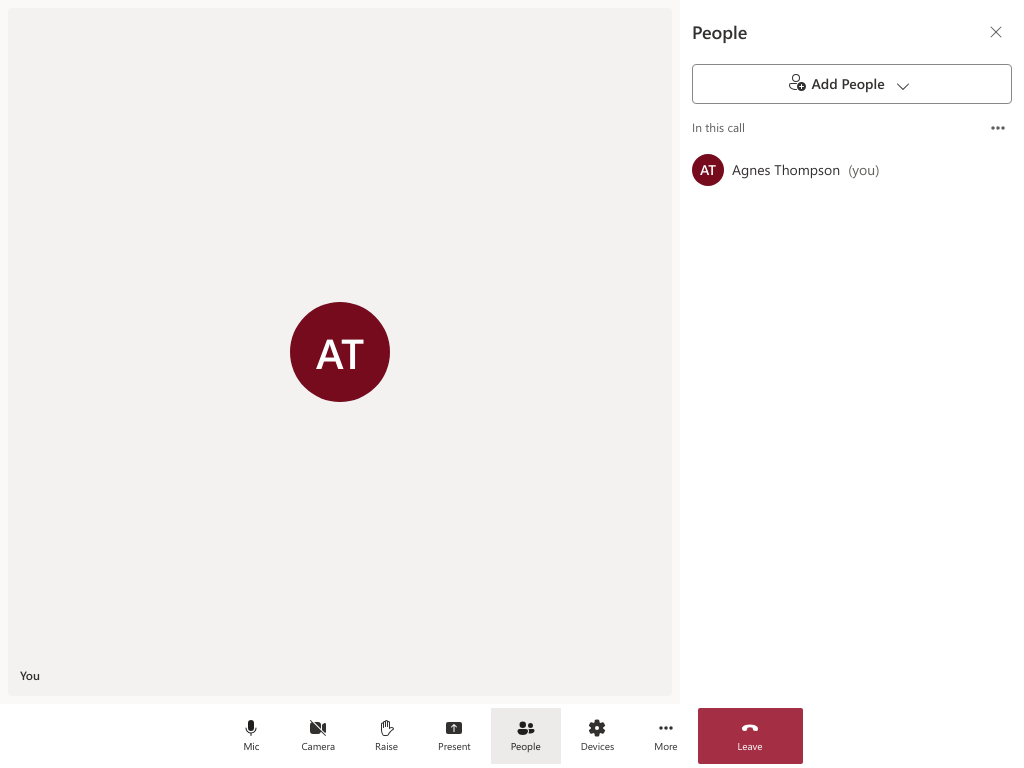 People
Add People
In this call
AT Agnes Thompson (you)
AT
You
Mic Camera Raise Present People Devices More Leave